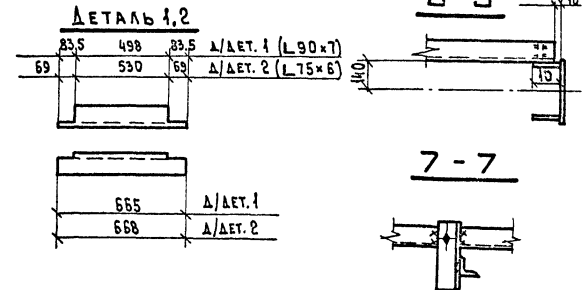 ДЕТАЛЬ 1,2
83,5 498 83,5 Д/ДЕТ. 1 (L90×7)
69 530 69 Д/ДЕТ. 2 (L75×6)
665 Д/ДЕТ. 1
668 Д/ДЕТ. 2
140
10
7 - 7